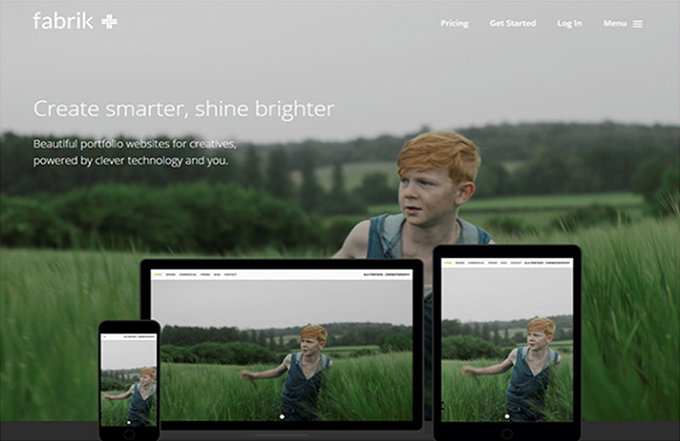 fabrik
Pricing Get Started Log In Menu
Create smarter, shine brighter
Beautiful portfolio websites for creatives,
powered by clever technology and you.